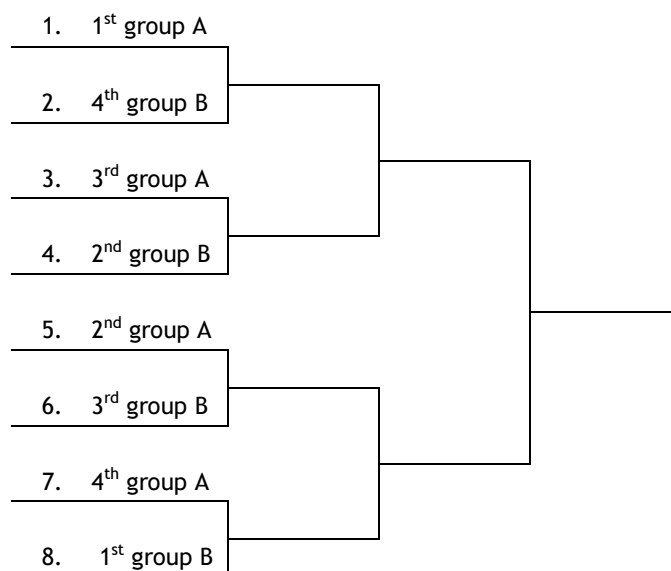 1. 1st group A
2. 4th group B
3. 3rd group A
4. 2nd group B
5. 2nd group A
6. 3rd group B
7. 4th group A
8. 1st group B